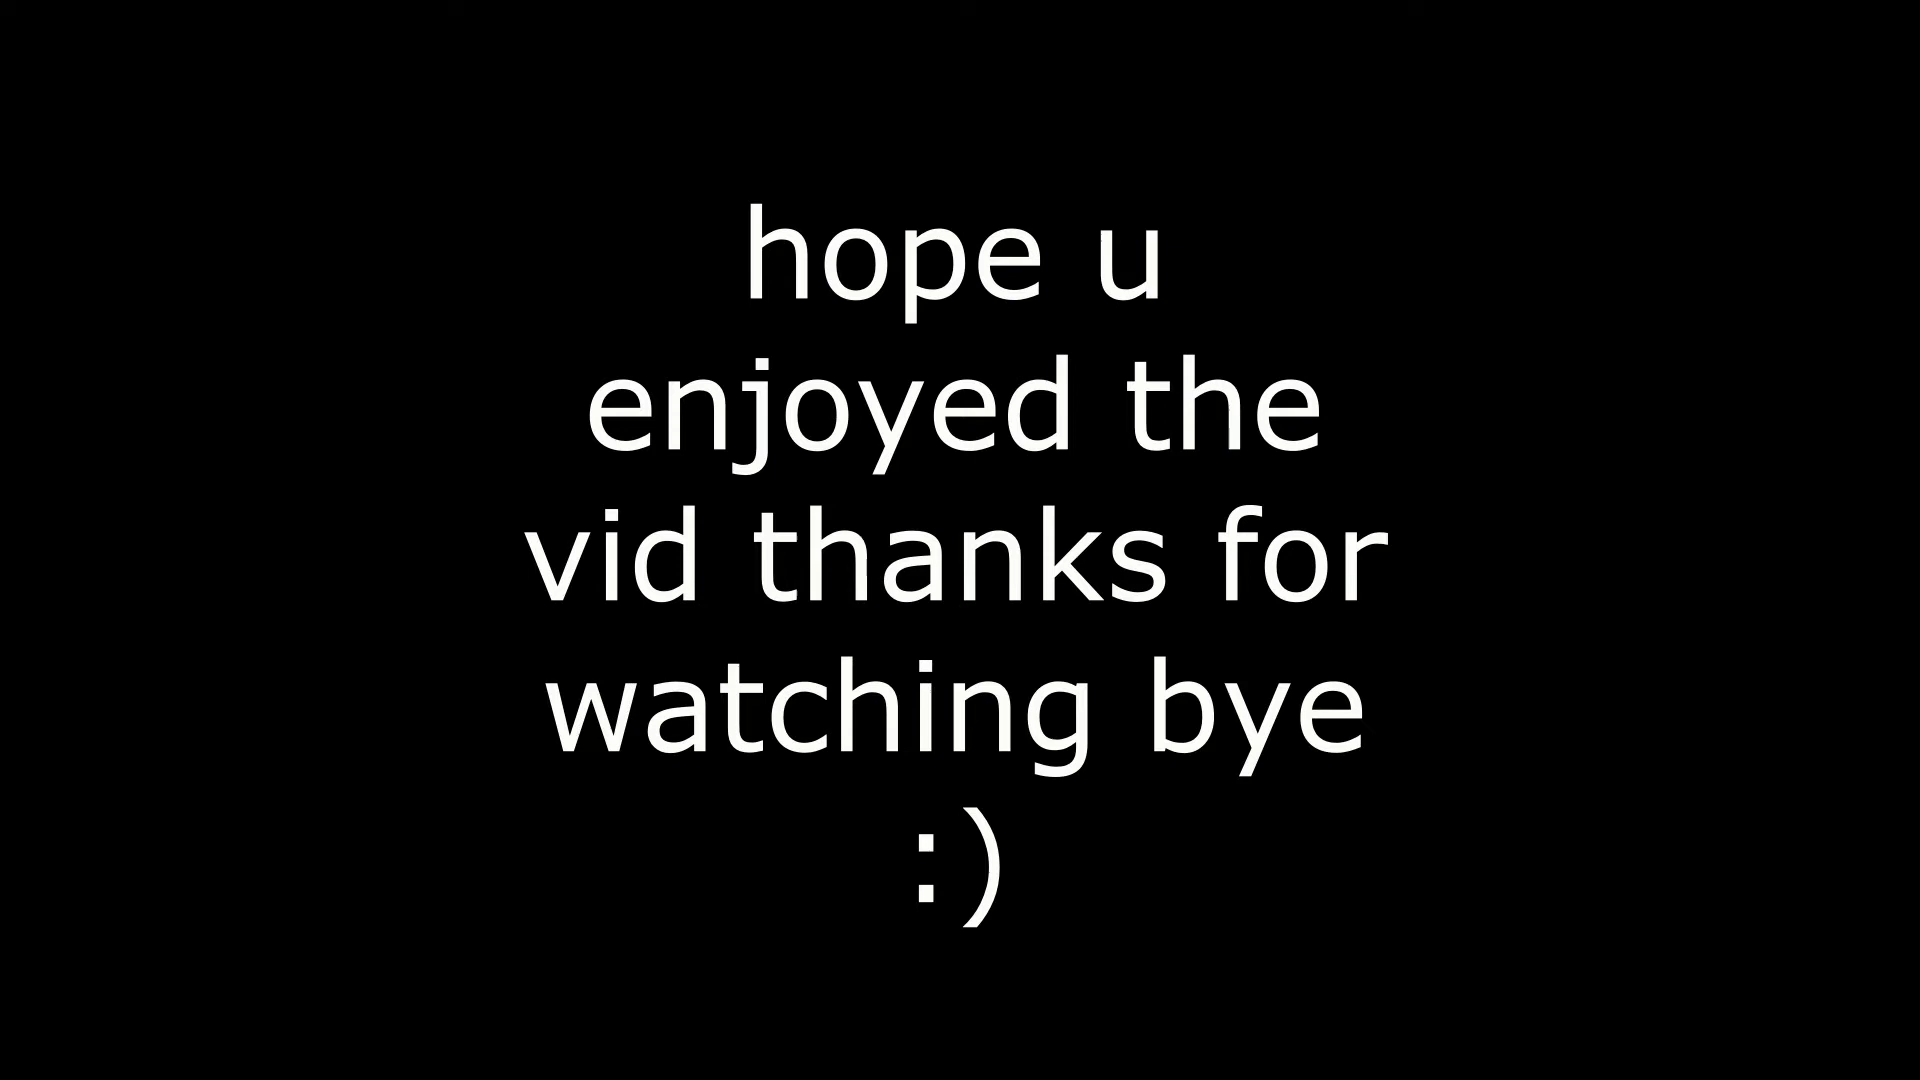 hope u
enjoyed the
vid thanks for
watching bye
:)